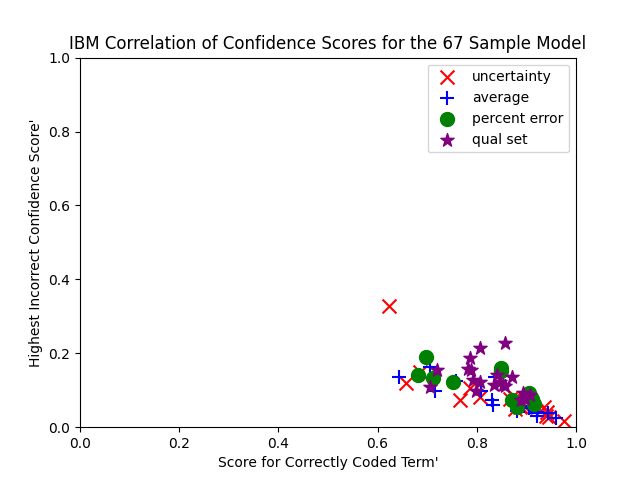 IBM Correlation of Confidence Scores for the 67 Sample Model
uncertainty
average
percent error
qual set
1.0
0.8
0.6
0.4
0.2
0.0
Highest Incorrect Confidence Score'
0.0 0.2 0.4 0.6 0.8 1.0
Score for Correctly Coded Term'